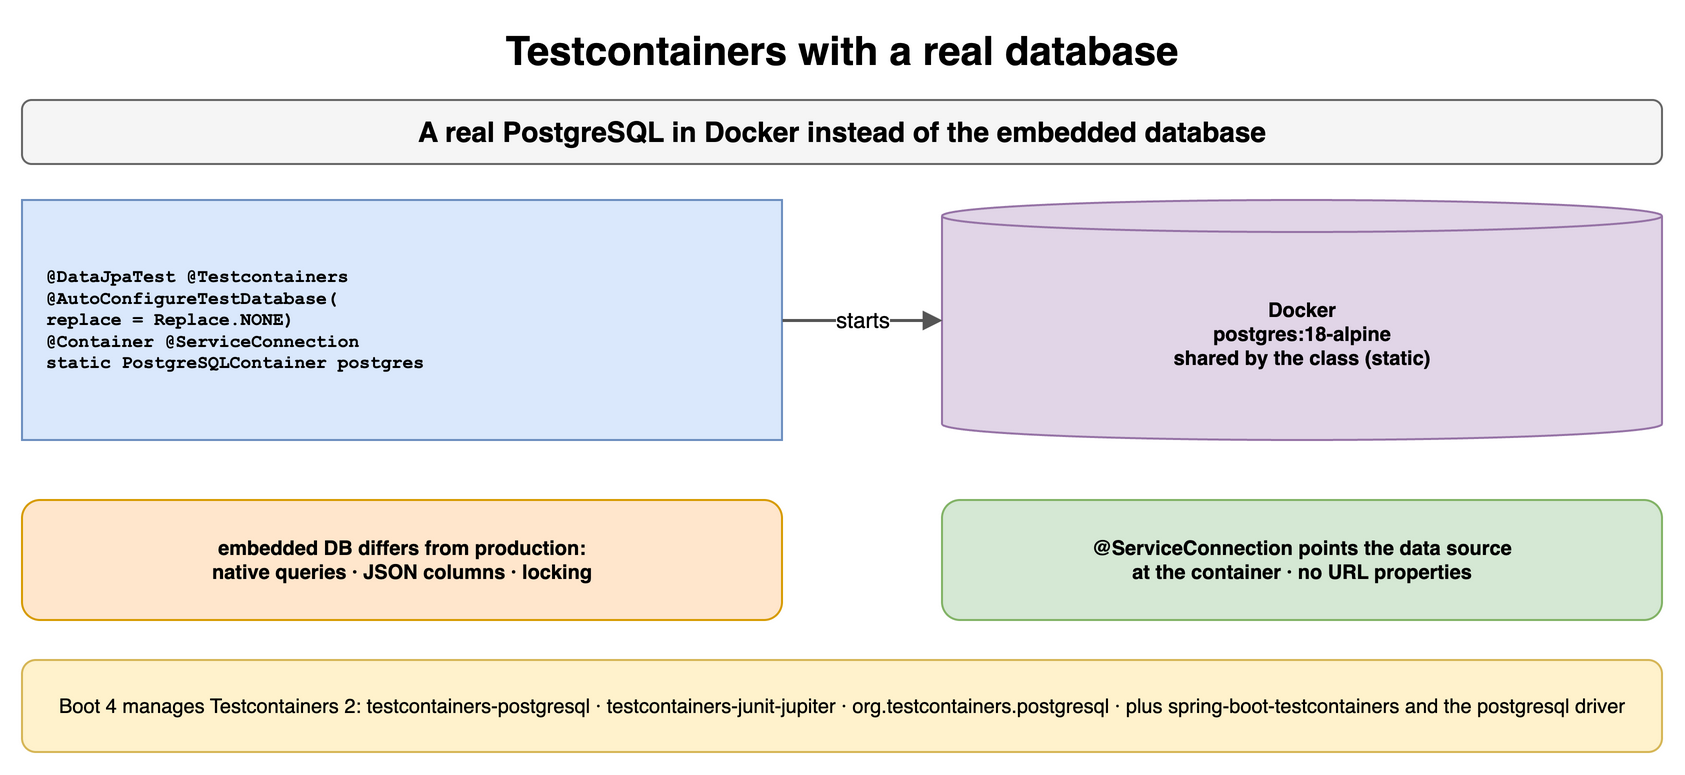 Testcontainers with a real database
A real PostgreSQL in Docker instead of the embedded database
@DataJpaTest @Testcontainers
@AutoConfigureTestDatabase(
replace = Replace.NONE)
@Container @ServiceConnection
static PostgreSQLContainer postgres
starts
Docker
postgres:18-alpine
shared by the class (static)
embedded DB differs from production:
native queries · JSON columns · locking
@ServiceConnection points the data source
at the container · no URL properties
Boot 4 manages Testcontainers 2: testcontainers-postgresql · testcontainers-junit-jupiter · org.testcontainers.postgresql · plus spring-boot-testcontainers and the postgresql driver